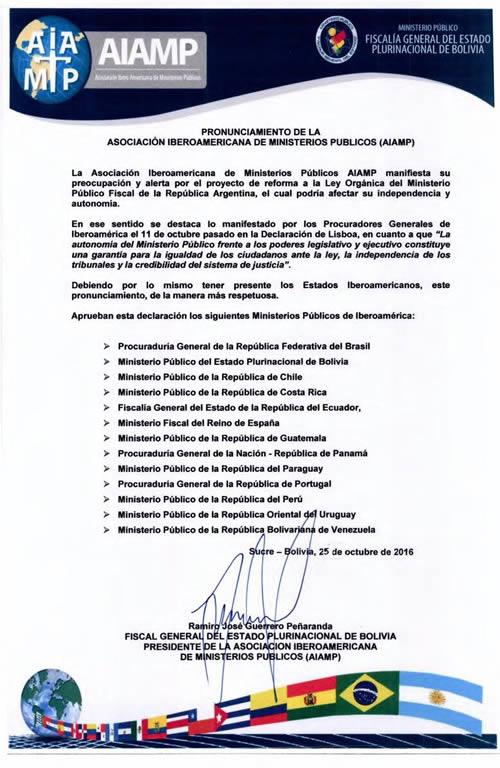 AIAMP
AIAMP
Asociación Ibero Americana de Ministerios Públicos
MINISTERIO PÚBLICO
FISCALÍA GENERAL DEL ESTADO
PLURINACIONAL DE BOLIVIA
PRONUNCIAMIENTO DE LA
ASOCIACIÓN IBEROAMERICANA DE MINISTERIOS PUBLICOS (AIAMP)
La Asociación Iberoamericana de Ministerios Públicos AIAMP manifiesta su
preocupación y alerta por el proyecto de reforma a la Ley Orgánica del Ministerio
Público Fiscal de la República Argentina, el cual podría afectar su independencia y
autonomía.
En ese sentido se destaca lo manifestado por los Procuradores Generales de
Iberoamérica el 11 de octubre pasado en la Declaración de Lisboa, en cuanto a que "La
autonomía del Ministerio Público frente a los poderes legislativo y ejecutivo constituye
una garantía para la igualdad de los ciudadanos ante la ley, la independencia de los
tribunales y la credibilidad del sistema de justicia".
Debiendo por lo mismo tener presente los Estados Iberoamericanos, este
pronunciamiento, de la manera más respetuosa.
Aprueban esta declaración los siguientes Ministerios Públicos de Iberoamérica:
➢ Procuraduría General de la República Federativa del Brasil
➢ Ministerio Público del Estado Plurinacional de Bolivia
➢ Ministerio Público de la República de Chile
➢ Ministerio Público de la República de Costa Rica
➢ Fiscalía General del Estado de la República del Ecuador,
➢ Ministerio Fiscal del Reino de España
➢ Ministerio Público de la República de Guatemala
➢ Procuraduría General de la Nación - República de Panamá
➢ Ministerio Público de la República del Paraguay
➢ Procuraduría General de la República de Portugal
➢ Ministerio Público de la República del Perú
➢ Ministerio Público de la República Oriental del Uruguay
➢ Ministerio Público de la República Bolivariana de Venezuela
Sucre – Bolivia, 25 de octubre de 2016
Ramiro José Guerrero Peñaranda
FISCAL GENERAL DEL ESTADO PLURINACIONAL DE BOLIVIA
PRESIDENTE DE LA ASOCIACION IBEROAMERICANA
DE MINISTERIOS PUBLICOS (AIAMP)